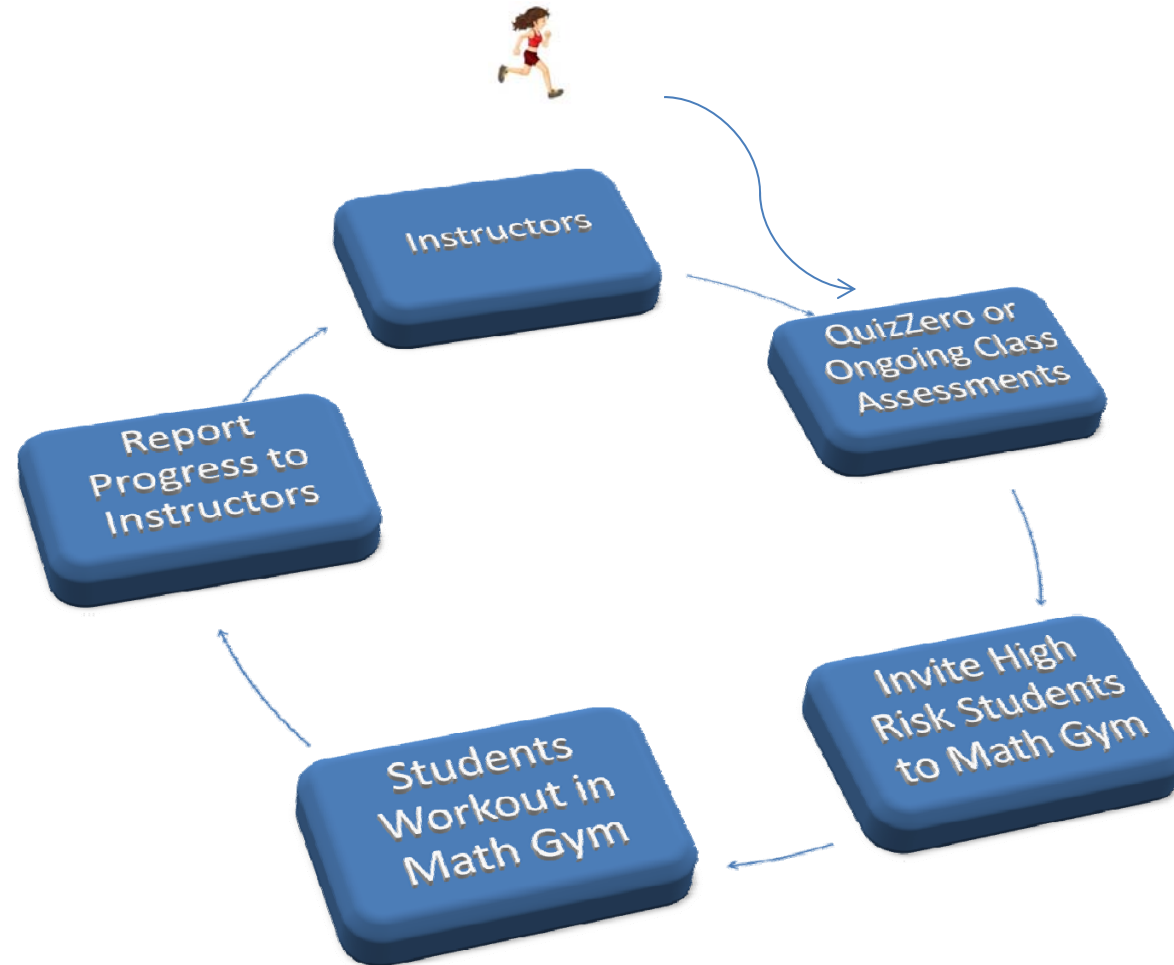 Instructors
QuizZero or
Ongoing Class
Assessments
Invite High
Risk Students
to Math Gym
Students
Workout in
Math Gym
Report
Progress to
Instructors